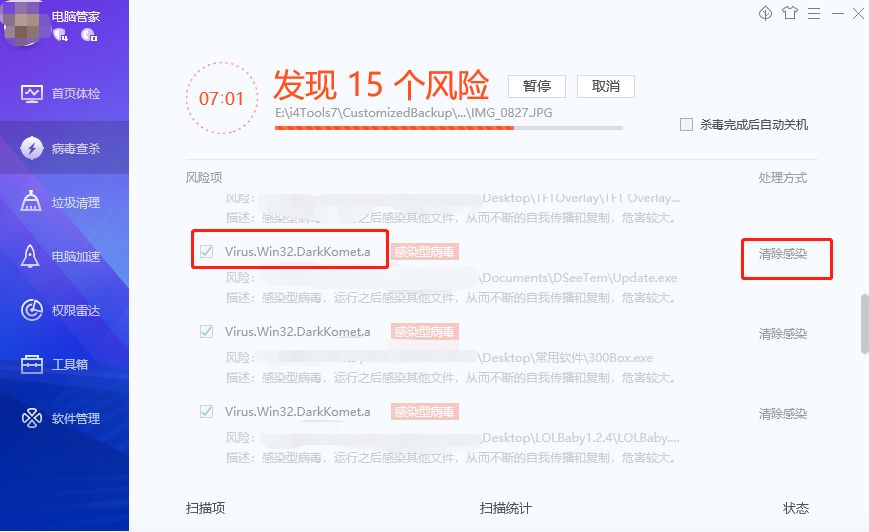 电脑管家
首页体检
病毒查杀
垃圾清理
电脑加速
权限雷达
工具箱
软件管理
07:01
发现 15 个风险
暂停
取消
E:\i4Tools7\CustomizedBackup\...\IMG_0827.JPG
杀毒完成后自动关机
风险项
处理方式
风险: Desktop\TFTOverlay\TFT Overlay...
描述: 感染型病毒，运行之后感染其他文件，从而不断的自我传播和复制，危害较大。
Virus.Win32.DarkKomet.a 感染型病毒 清除感染
风险: \Documents\DSeeTem\Update.exe
描述: 感染型病毒，运行之后感染其他文件，从而不断的自我传播和复制，危害较大。
Virus.Win32.DarkKomet.a 感染型病毒 清除感染
风险: \Desktop\常用软件\300Box.exe
描述: 感染型病毒，运行之后感染其他文件，从而不断的自我传播和复制，危害较大。
Virus.Win32.DarkKomet.a 感染型病毒 清除感染
风险: Desktop\LOLBaby1.2.4\LOLBaby....
描述: 感染型病毒，运行之后感染其他文件，从而不断的自我传播和复制，危害较大。
扫描项
扫描统计
状态